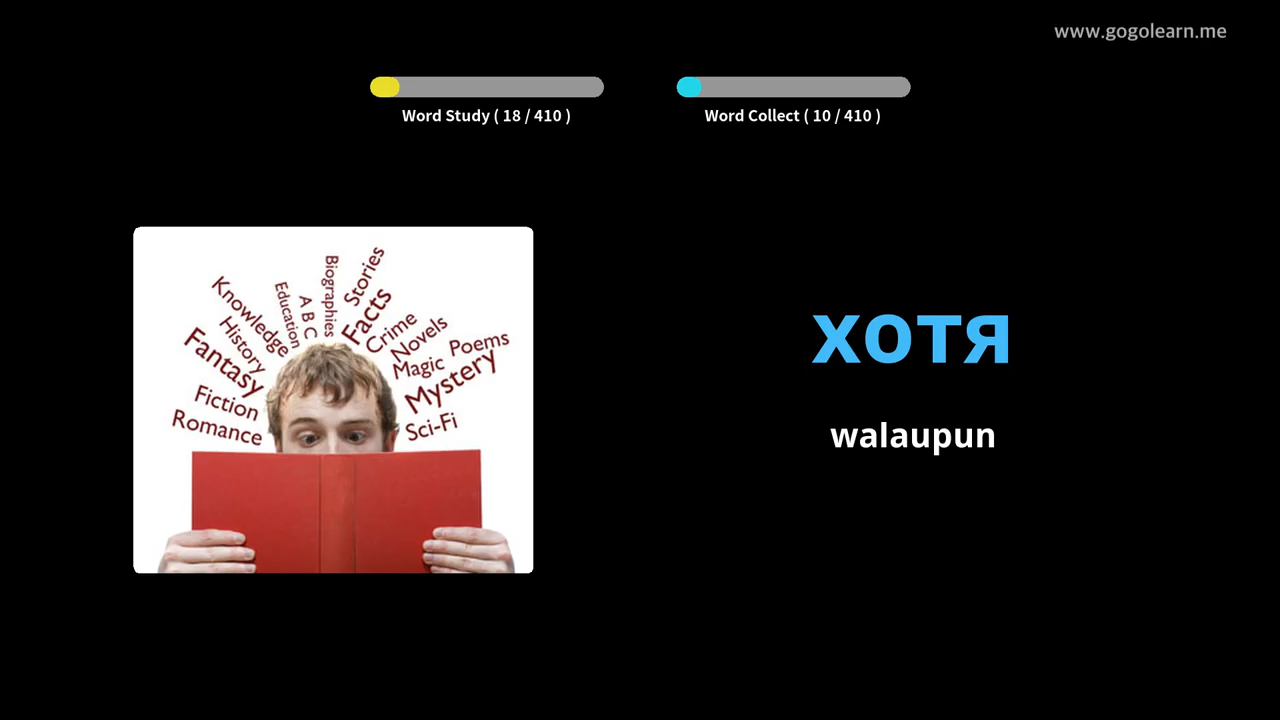 www.gogolearn.me
Word Study ( 18 / 410 )
Word Collect ( 10 / 410 )
Biographies
Stories
Education
A B C
Facts
Knowledge
Crime
History
Novels
Poems
Fantasy
Magic
Mystery
Fiction
Romance
Sci-Fi
хотя
walaupun